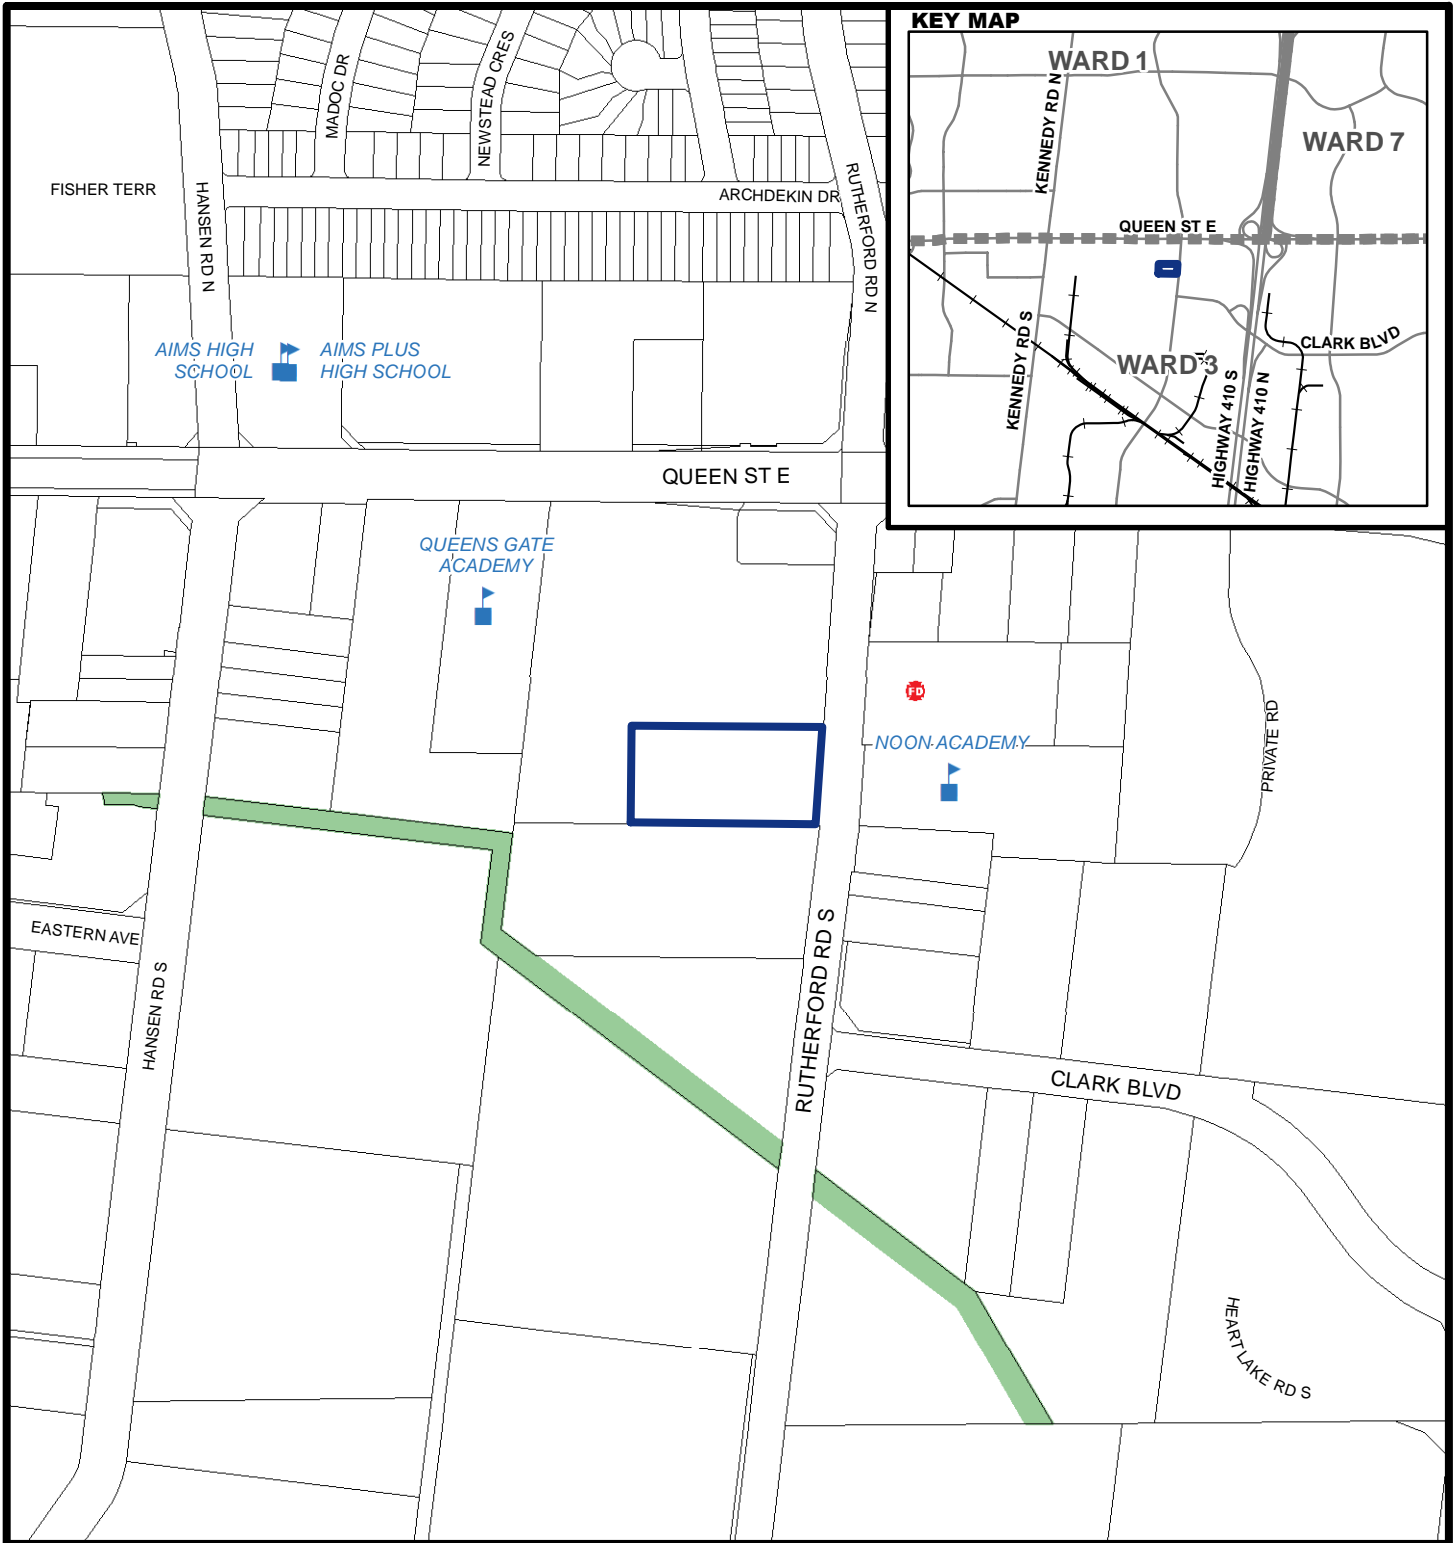 KEY MAP
WARD 1
KENNEDY RD N
WARD 7
QUEEN ST E
CLARK BLVD
KENNEDY RD S
WARD 3
HIGHWAY 410 S
HIGHWAY 410 N
MADOC DR
NEWSTEAD CRES
FISHER TERR
HANSEN RD N
ARCHDEKIN DR
RUTHERFORD RD N
AIMS HIGH
SCHOOL
AIMS PLUS
HIGH SCHOOL
QUEEN ST E
QUEENS GATE
ACADEMY
FD
NOON ACADEMY
PRIVATE RD
EASTERN AVE
HANSEN RD S
RUTHERFORD RD S
CLARK BLVD
HEART LAKE RD S